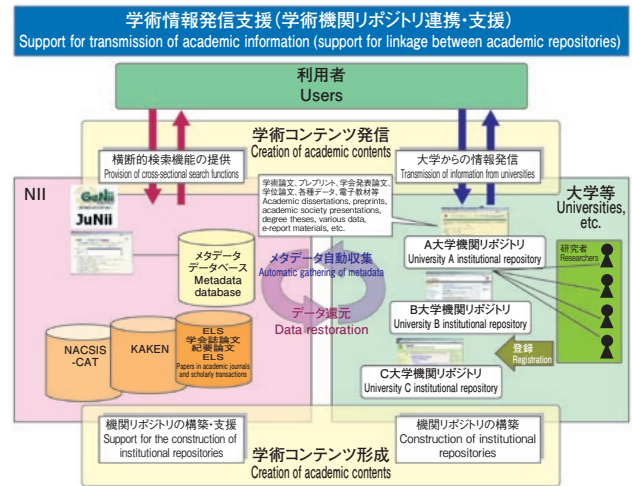 学術情報発信支援(学術機関リポジトリ連携・支援)
Support for transmission of academic information (support for linkage between academic repositories)
利用者
Users
学術コンテンツ発信
Creation of academic contents
横断的検索機能の提供
Provision of cross-sectional search functions
大学からの情報発信
Transmission of information from universities
NII
GeNii
JuNii
メタデータ
データベース
Metadata
database
NACSIS
-CAT
KAKEN
ELS
学会誌論文
紀要論文
ELS
Papers in academic journals
and scholarly transactions
メタデータ自動収集
Automatic gathering of metadata
データ還元
Data restoration
学術論文、プレプリント、学会発表論文、
学位論文、各種データ、電子教材等
Academic dissertations, preprints,
academic society presentations,
degree theses, various data,
e-report materials, etc.
大学等
Universities,
etc.
A大学機関リポジトリ
University A institutional repository
B大学機関リポジトリ
University B institutional repository
C大学機関リポジトリ
University C institutional repository
研究者
Researchers
登録
Registration
機関リポジトリの構築・支援
Support for the construction of
institutional repositories
機関リポジトリの構築
Construction of institutional
repositories
学術コンテンツ形成
Creation of academic contents